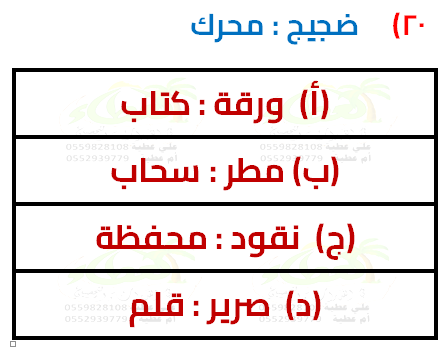 ٢٠) ضجيج : محرك
(أ) ورقة : كتاب
علي عطية 0559828108 علي عطية 0559828108
أم عطية 0552939779 أم عطية 0552939779
(ب) مطر : سحاب
(ج) نقود : محفظة
(د) صرير : قلم
علي عطية 0559828108 علي عطية 0559828108
أم عطية 0552939779 أم عطية 0552939779